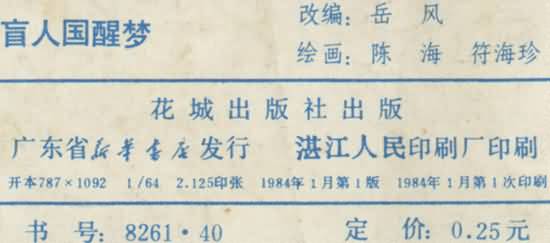 盲人国醒梦
改编：岳 风
绘画：陈 海 符海珍
花城出版社出版
广东省新华书店发行 湛江人民印刷厂印刷
开本787×1092 1/64 2.125印张 1984年1月第1版 1984年1月第1次印刷
书 号：8261·40 定 价：0.25元